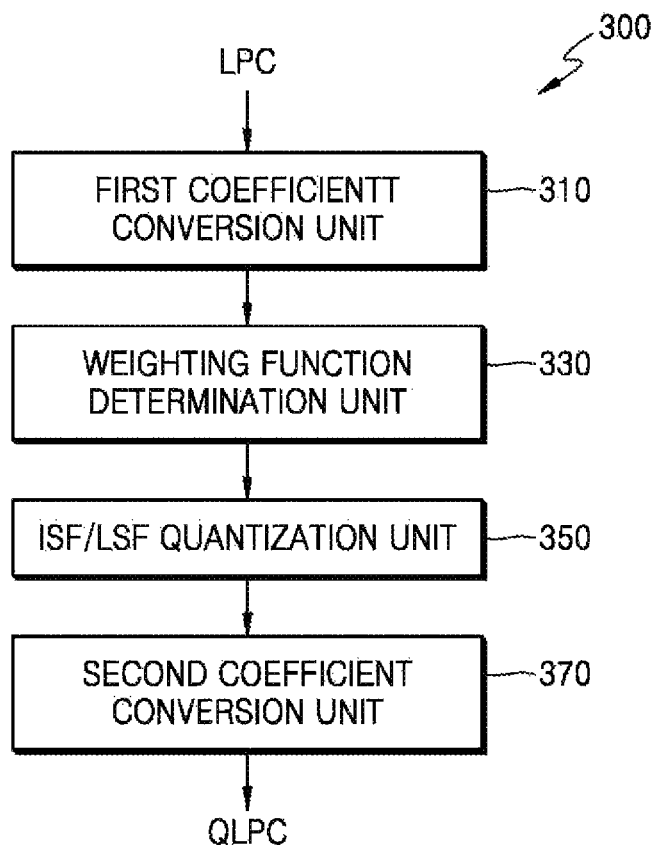 300
LPC
FIRST COEFFICIENTT
CONVERSION UNIT
310
WEIGHTING FUNCTION
DETERMINATION UNIT
330
ISF/LSF QUANTIZATION UNIT
350
SECOND COEFFICIENT
CONVERSION UNIT
370
QLPC